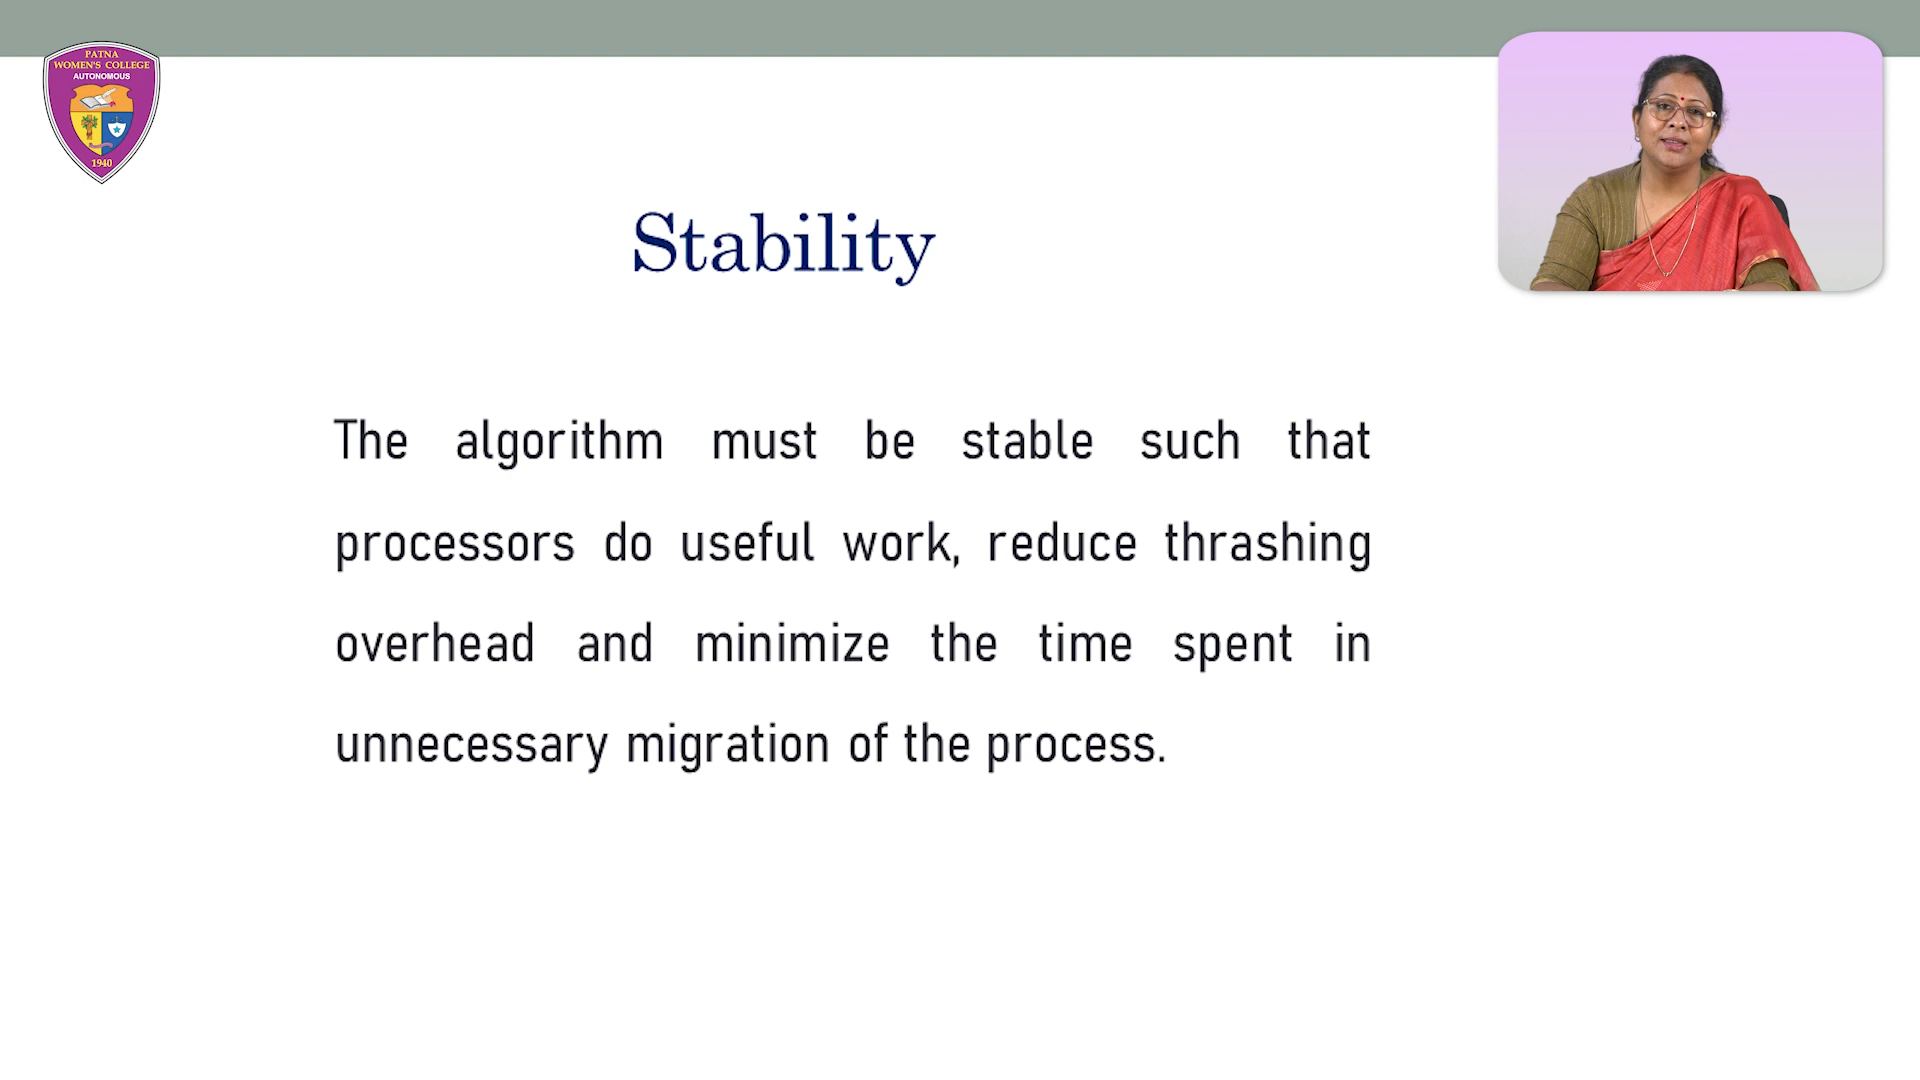 PATNA
WOMEN'S COLLEGE
AUTONOMOUS
1940
Stability
The algorithm must be stable such that
processors do useful work, reduce thrashing
overhead and minimize the time spent in
unnecessary migration of the process.